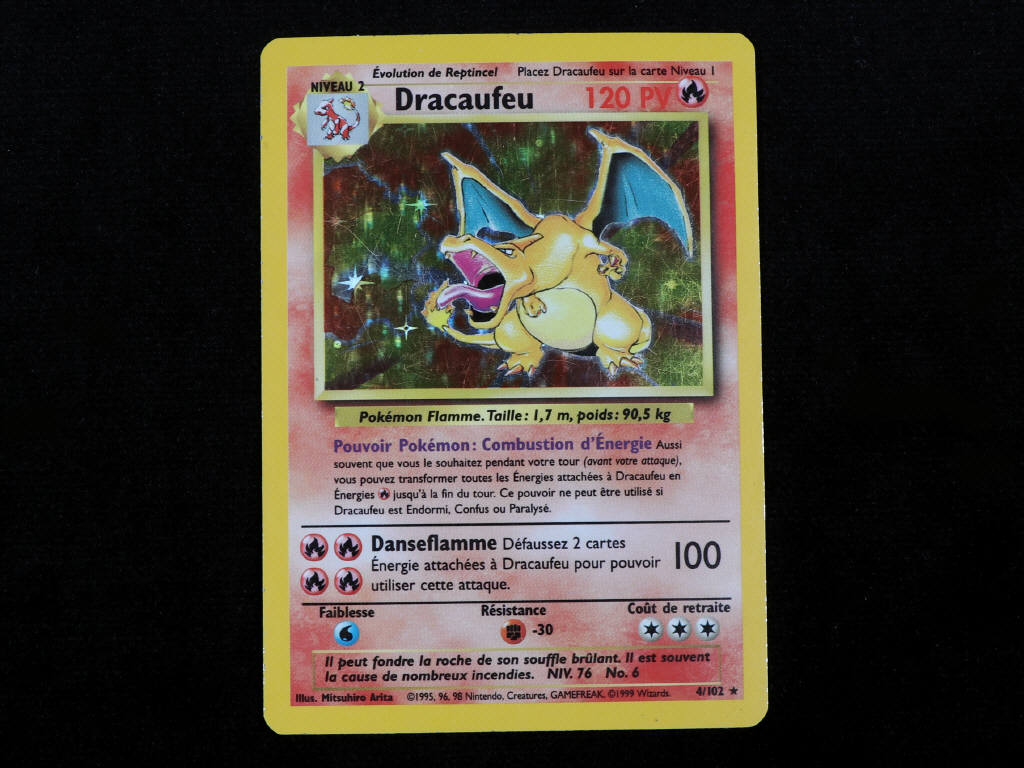 Évolution de Reptincel Placez Dracaufeu sur la carte Niveau 1
NIVEAU 2
Dracaufeu 120 PV
Pokémon Flamme. Taille: 1,7 m, poids: 90,5 kg
Pouvoir Pokémon: Combustion d'Énergie Aussi
souvent que vous le souhaitez pendant votre tour (avant votre attaque),
vous pouvez transformer toutes les Énergies attachées à Dracaufeu en
Énergies jusqu'à la fin du tour. Ce pouvoir ne peut être utilisé si
Dracaufeu est Endormi, Confus ou Paralysé.
Danseflamme Défaussez 2 cartes
Énergie attachées à Dracaufeu pour pouvoir
utiliser cette attaque.
100
Faiblesse Résistance Coût de retraite
-30
Il peut fondre la roche de son souffle brûlant. Il est souvent
la cause de nombreux incendies. NIV. 76 No. 6
Illus. Mitsuhiro Arita ©1995, 96, 98 Nintendo, Creatures, GAMEFREAK. ©1999 Wizards. 4/102 ★